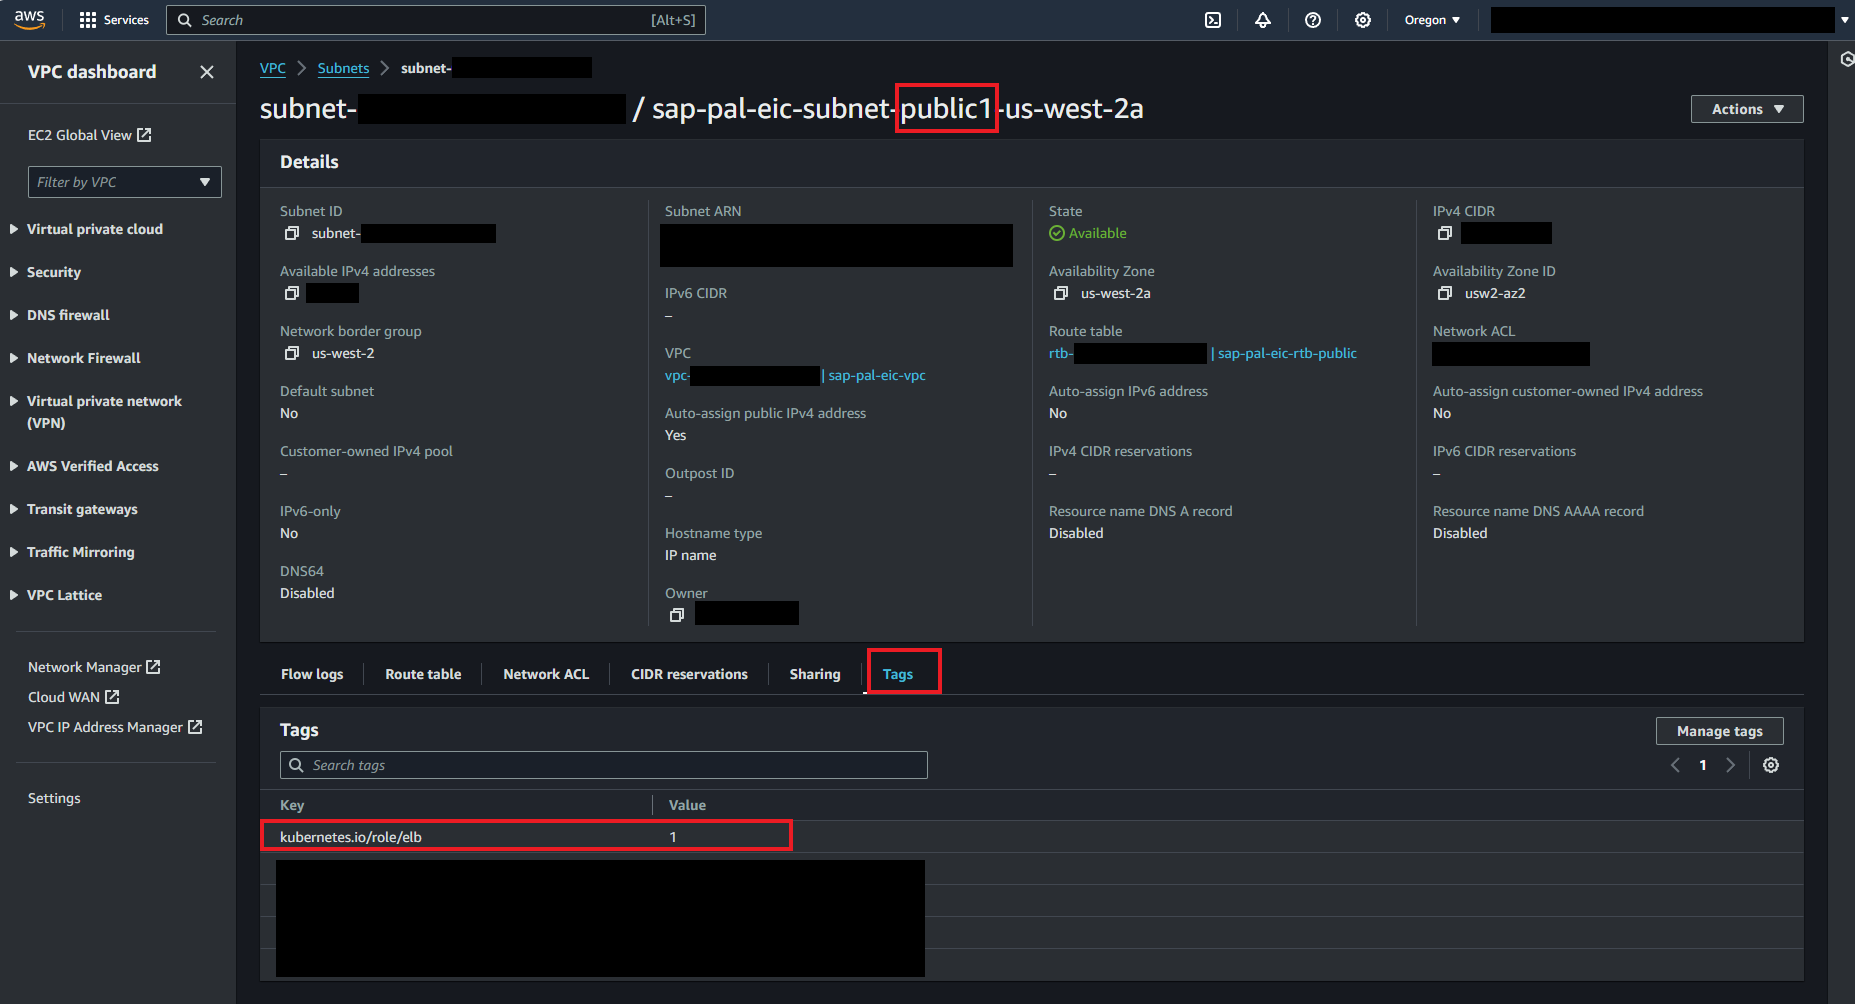 aws
Services
Search
[Alt+S]
Oregon
VPC dashboard
EC2 Global View
Filter by VPC
Virtual private cloud
Security
DNS firewall
Network Firewall
Virtual private network
(VPN)
AWS Verified Access
Transit gateways
Traffic Mirroring
VPC Lattice
Network Manager
Cloud WAN
VPC IP Address Manager
Settings
VPC
Subnets
subnet-
subnet- / sap-pal-eic-subnet-public1-us-west-2a
Actions
Details
Subnet ID
subnet-
Available IPv4 addresses
Network border group
us-west-2
Default subnet
No
Customer-owned IPv4 pool
–
IPv6-only
No
DNS64
Disabled
Subnet ARN
IPv6 CIDR
–
VPC
vpc- | sap-pal-eic-vpc
Auto-assign public IPv4 address
Yes
Outpost ID
–
Hostname type
IP name
Owner
State
Available
Availability Zone
us-west-2a
Route table
rtb- | sap-pal-eic-rtb-public
Auto-assign IPv6 address
No
IPv4 CIDR reservations
–
Resource name DNS A record
Disabled
IPv4 CIDR
Availability Zone ID
usw2-az2
Network ACL
Auto-assign customer-owned IPv4 address
No
IPv6 CIDR reservations
–
Resource name DNS AAAA record
Disabled
Flow logs
Route table
Network ACL
CIDR reservations
Sharing
Tags
Tags
Manage tags
Search tags
1
Key
Value
kubernetes.io/role/elb
1